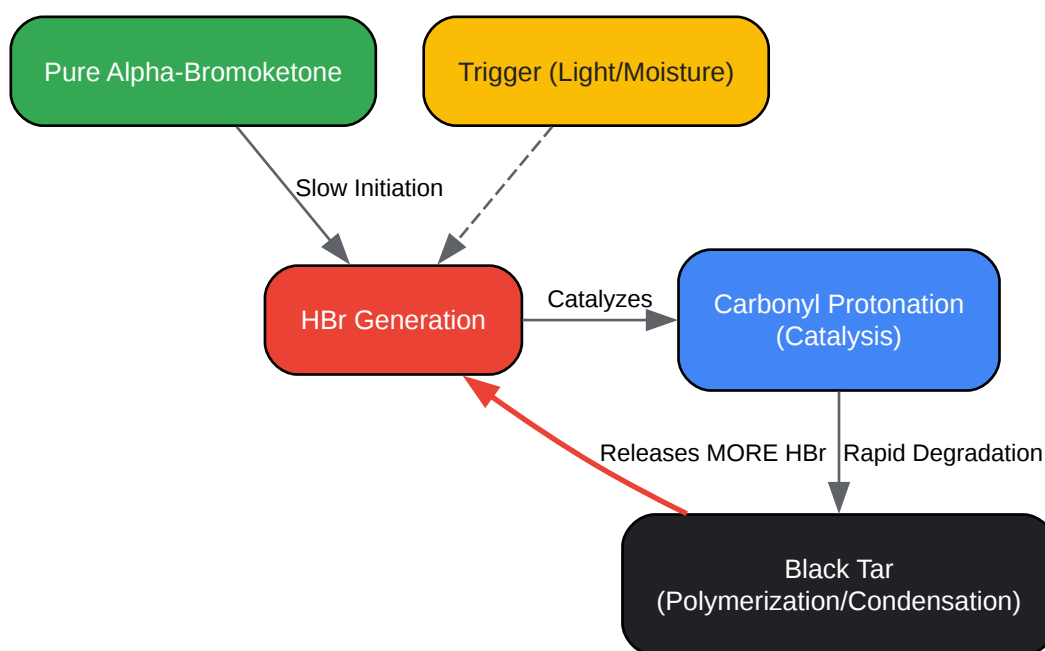 Pure Alpha-Bromoketone
Trigger (Light/Moisture)
Slow Initiation
HBr Generation
Catalyzes
Carbonyl Protonation
(Catalysis)
Releases MORE HBr
Rapid Degradation
Black Tar
(Polymerization/Condensation)